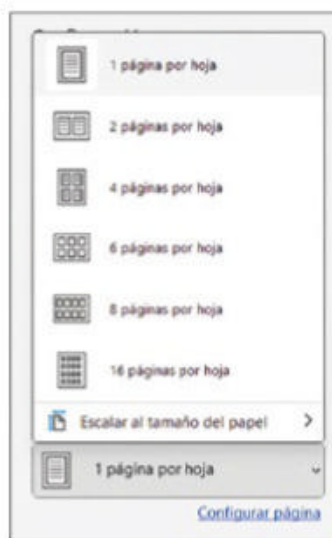 1 página por hoja
2 páginas por hoja
4 páginas por hoja
6 páginas por hoja
8 páginas por hoja
16 páginas por hoja
Escalar al tamaño del papel
1 página por hoja
Configurar página